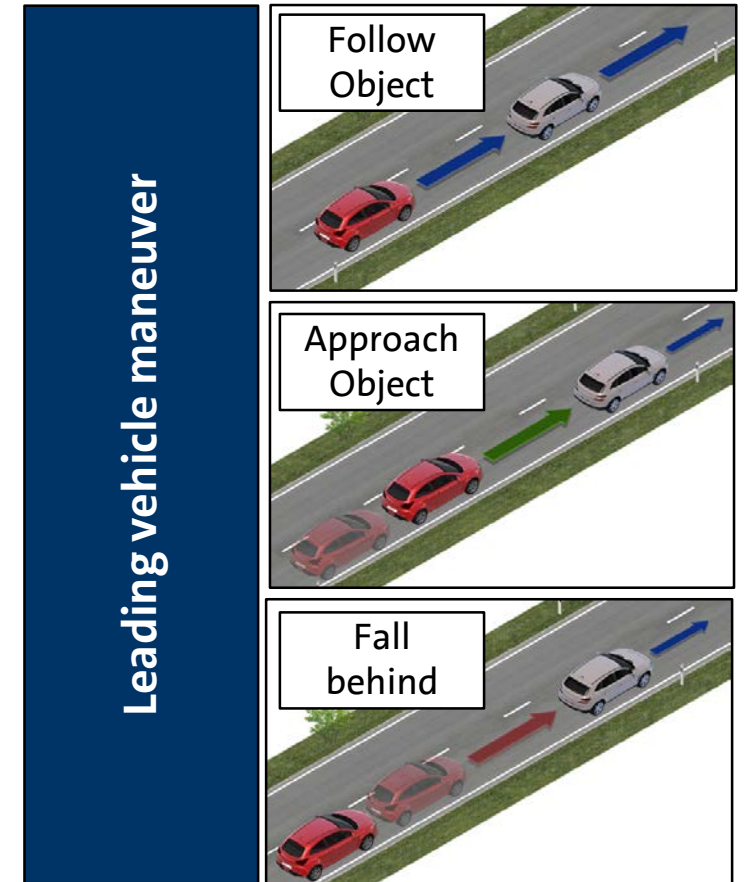 Leading vehicle maneuver
Follow
Object
Approach
Object
Fall
behind